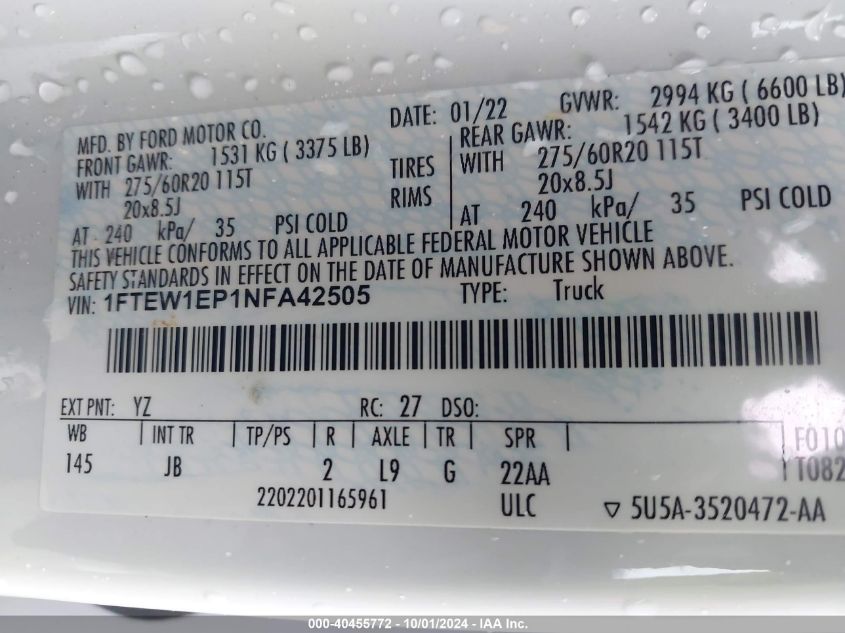 MFD. BY FORD MOTOR CO. DATE: 01/22 GVWR: 2994 KG ( 6600 LB)
FRONT GAWR: 1531 KG ( 3375 LB) REAR GAWR: 1542 KG ( 3400 LB)
WITH 275/60R20 115T TIRES WITH 275/60R20 115T
20x8.5J RIMS 20x8.5J
AT 240 kPa/ 35 PSI COLD AT 240 kPa/ 35 PSI COLD
THIS VEHICLE CONFORMS TO ALL APPLICABLE FEDERAL MOTOR VEHICLE
SAFETY STANDARDS IN EFFECT ON THE DATE OF MANUFACTURE SHOWN ABOVE.
VIN: 1FTEW1EP1NFA42505 TYPE: Truck
EXT PNT: YZ RC: 27 DSO:
WB INT TR TP/PS R AXLE TR SPR F010
145 JB 2 L9 G 22AA T082
2202201165961 ULC ▽ 5U5A-3520472-AA
000-40455772 - 10/01/2024 - IAA Inc.